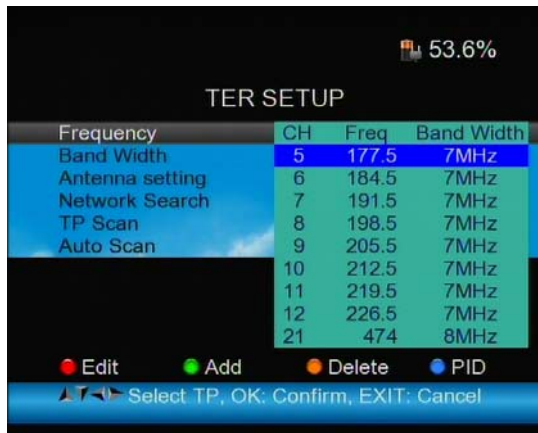 53.6%
TER SETUP
Frequency
Band Width
Antenna setting
Network Search
TP Scan
Auto Scan
CH Freq Band Width
5 177.5 7MHz
6 184.5 7MHz
7 191.5 7MHz
8 198.5 7MHz
9 205.5 7MHz
10 212.5 7MHz
11 219.5 7MHz
12 226.5 7MHz
21 474 8MHz
Edit Add Delete PID
Select TP, OK: Confirm, EXIT: Cancel